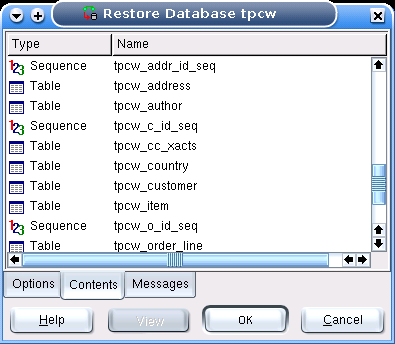 Restore Database tpcw
Type Name
Sequence tpcw_addr_id_seq
Table tpcw_address
Table tpcw_author
Sequence tpcw_c_id_seq
Table tpcw_cc_xacts
Table tpcw_country
Table tpcw_customer
Table tpcw_item
Sequence tpcw_o_id_seq
Table tpcw_order_line
Options Contents Messages
Help View OK Cancel